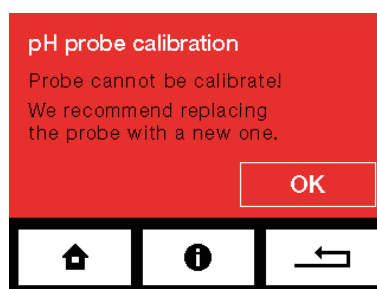 pH probe calibration
Probe cannot be calibrate!
We recommend replacing
the probe with a new one.
OK